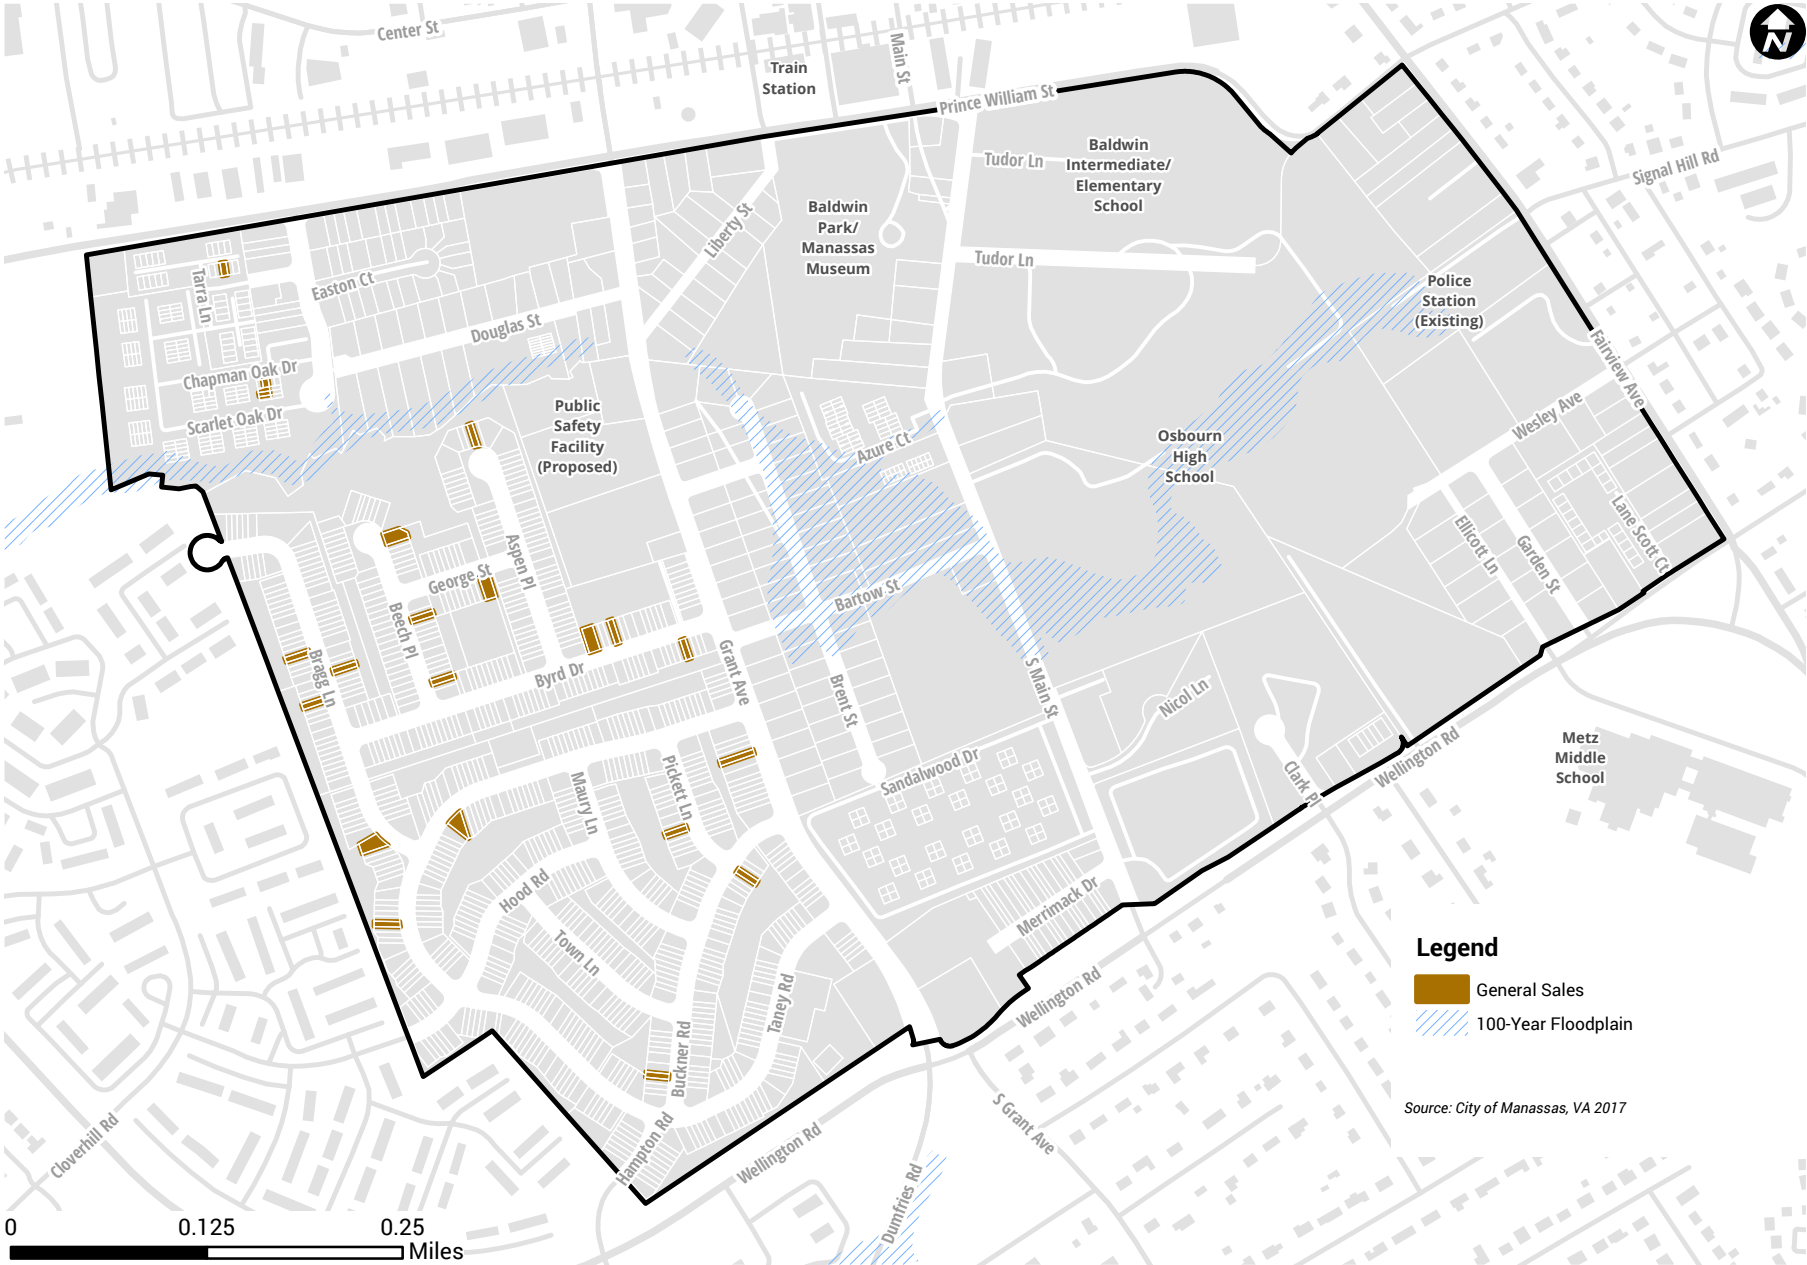 Center St
Main St
Train
Station
N
Prince William St
Tudor Ln
Baldwin
Intermediate/
Elementary
School
Signal Hill Rd
Baldwin
Park/
Manassas
Museum
Liberty St
Tudor Ln
Tarra Ln
Easton Ct
Douglas St
Police
Station
(Existing)
Fairview Ave
Chapman Oak Dr
Scarlet Oak Dr
Public
Safety
Facility
(Proposed)
Azure Ct
Osbourn
High
School
Wesley Ave
Ellicott Ln
Garden St
Lane Scott Ct
Aspen Pl
George St
Beech Pl
Bartow St
Bragg Ln
Byrd Dr
Grant Ave
Brent St
S Main St
Nicol Ln
Sandalwood Dr
Clark Pl
Wellington Rd
Metz
Middle
School
Maury Ln
Pickett Ln
Hood Rd
Merrimack Dr
Town Ln
Taney Rd
Wellington Rd
Buckner Rd
Hampton Rd
Wellington Rd
S Grant Ave
Dumfries Rd
Cloverhill Rd
Legend
General Sales
100-Year Floodplain
Source: City of Manassas, VA 2017
0 0.125 0.25
Miles